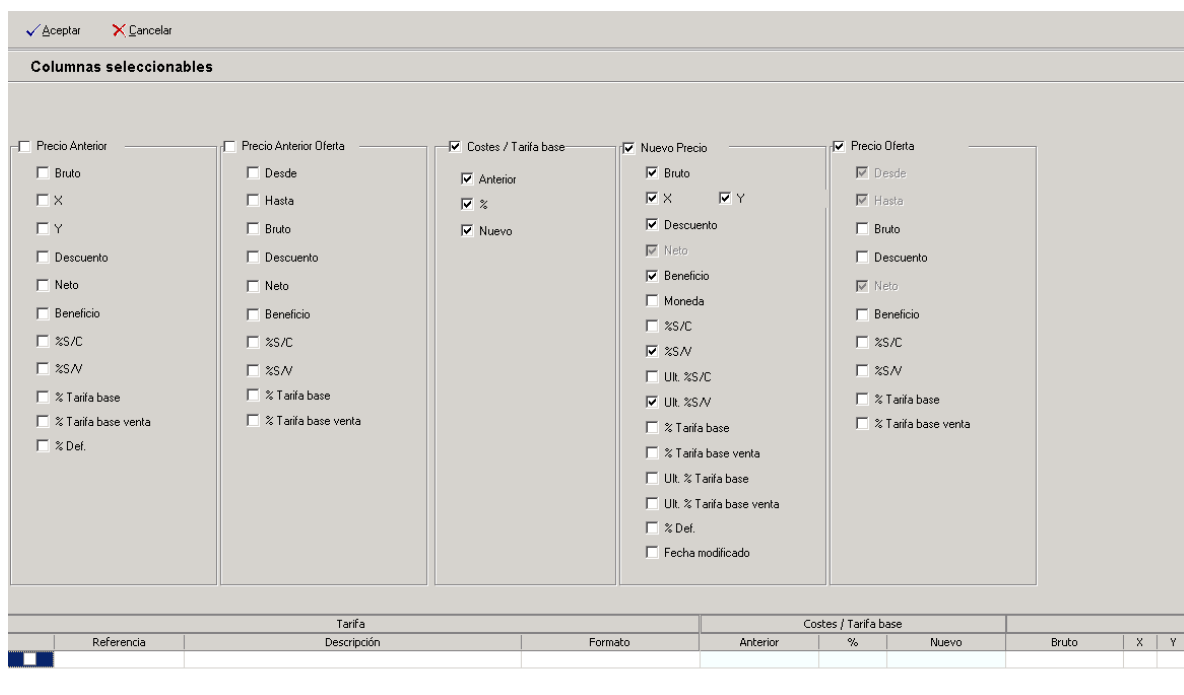 Aceptar Cancelar
Columnas seleccionables
Precio Anterior
Bruto
X
Y
Descuento
Neto
Beneficio
%S/C
%S/V
% Tarifa base
% Tarifa base venta
% Def.
Precio Anterior Oferta
Desde
Hasta
Bruto
Descuento
Neto
Beneficio
%S/C
%S/V
% Tarifa base
% Tarifa base venta
Costes / Tarifa base
Anterior
%
Nuevo
Nuevo Precio
Bruto
X Y
Descuento
Neto
Beneficio
Moneda
%S/C
%S/V
Ult. %S/C
Ult. %S/V
% Tarifa base
% Tarifa base venta
Ult. % Tarifa base
Ult. % Tarifa base venta
% Def.
Fecha modificado
Precio Oferta
Desde
Hasta
Bruto
Descuento
Neto
Beneficio
%S/C
%S/V
% Tarifa base
% Tarifa base venta
Tarifa Costes / Tarifa base
Referencia Descripción Formato Anterior % Nuevo Bruto X Y